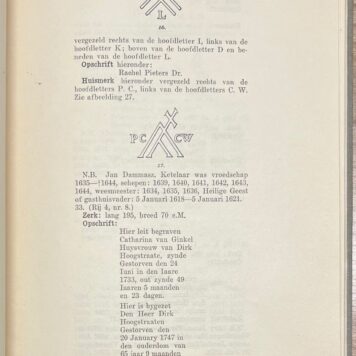 L
26.
vergezeld rechts van de hoofdletter I, links van de
hoofdletter K; boven van de hoofdletter D en be-
neden van de hoofdletter L.
Opschrift hieronder:
Rachel Pieters Dr.
Huismerk hieronder vergezeld rechts van de
hoofdletters P. C., links van de hoofdletters C. W.
Zie afbeelding 27.
PC CW
27.
N.B. Jan Dammasz. Ketelaar was vroedschap
1635—†1644, schepen: 1639, 1640, 1641, 1642, 1643,
1644, weesmeester: 1634, 1635, 1636, Heilige Geest
of gasthuisvader: 5 Januari 1618—5 Januari 1621.
33. (Rij 4, nr. 8.)
Zerk: lang 195, breed 70 c.M.
Opschrift:
Hier leit begraven
Catharina van Ginkel
Huysvrouw van Dirk
Hoogstraate, zynde
Gestorven den 24
Iuni in den Iaare
1733, out zynde 49
Iaaren 5 maanden
en 23 dagen.
Hier is bygezet
Den Heer Dirk
Hoogstraaten
Gestorven den
20 January 1747 in
den ouderdom van
65 jaar 9 maanden